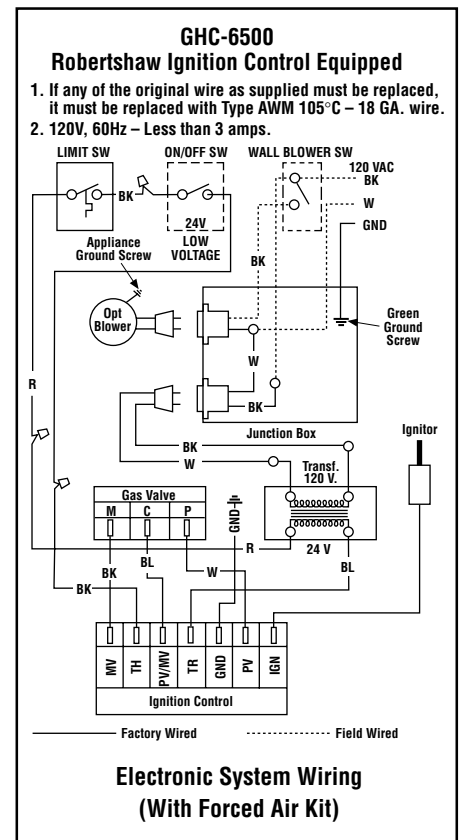 GHC-6500
Robertshaw Ignition Control Equipped
1. If any of the original wire as supplied must be replaced,
it must be replaced with Type AWM 105°C – 18 GA. wire.
2. 120V, 60Hz – Less than 3 amps.
LIMIT SW
ON/OFF SW
WALL BLOWER SW
120 VAC
BK
BK
W
24V
GND
LOW
VOLTAGE
Appliance
Ground Screw
BK
Opt
Blower
Green
Ground
Screw
W
R
BK
Junction Box
Ignitor
BK
W
Transf.
120 V.
Gas Valve
M C P
GND
R
24 V
BK
BL
W
BL
BK
MV TH PV/MV TR GND PV IGN
Ignition Control
Factory Wired
Field Wired
Electronic System Wiring
(With Forced Air Kit)